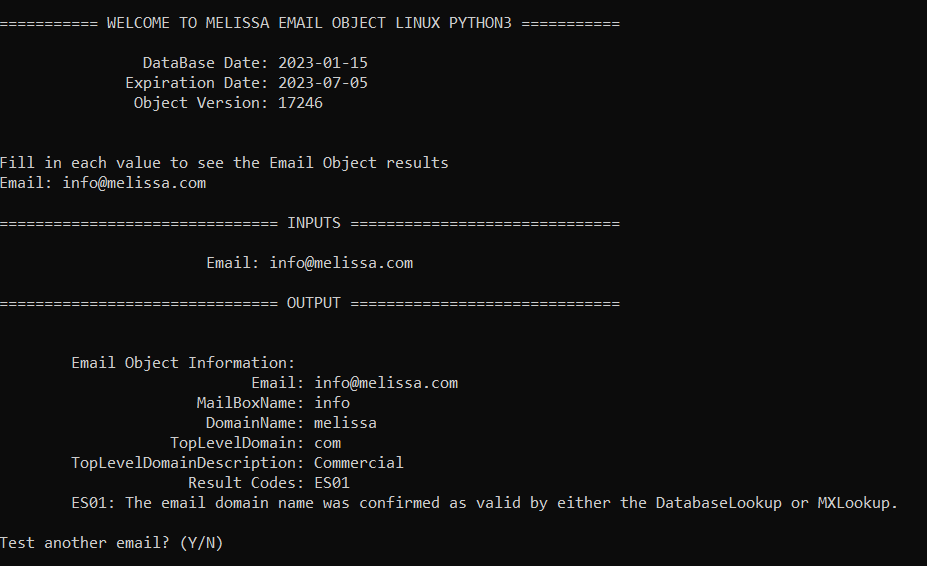 =========== WELCOME TO MELISSA EMAIL OBJECT LINUX PYTHON3 ===========
DataBase Date: 2023-01-15
Expiration Date: 2023-07-05
Object Version: 17246
Fill in each value to see the Email Object results
Email: info@melissa.com
=============================== INPUTS ==============================
Email: info@melissa.com
=============================== OUTPUT ==============================
Email Object Information:
Email: info@melissa.com
MailBoxName: info
DomainName: melissa
TopLevelDomain: com
TopLevelDomainDescription: Commercial
Result Codes: ES01
ES01: The email domain name was confirmed as valid by either the DatabaseLookup or MXLookup.
Test another email? (Y/N)